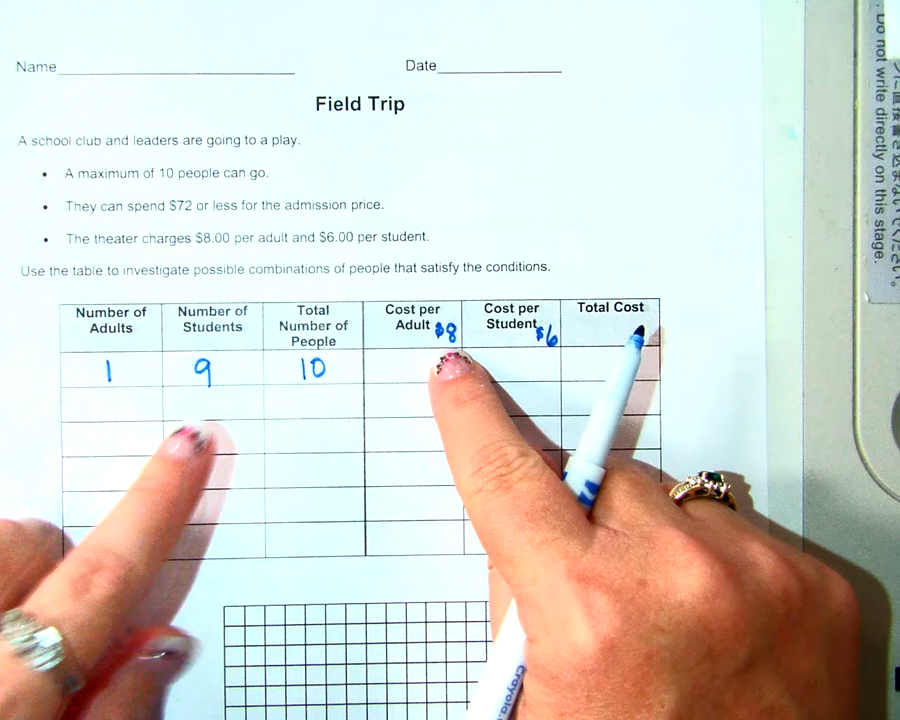 Name Date
Field Trip
A school club and leaders are going to a play.
• A maximum of 10 people can go.
• They can spend $72 or less for the admission price.
• The theater charges $8.00 per adult and $6.00 per student.
Use the table to investigate possible combinations of people that satisfy the conditions.
Number of Adults
Number of Students
Total Number of People
Cost per Adult $8
Cost per Student $6
Total Cost
1 9 10
crayola
. Do not write directly on this stage.